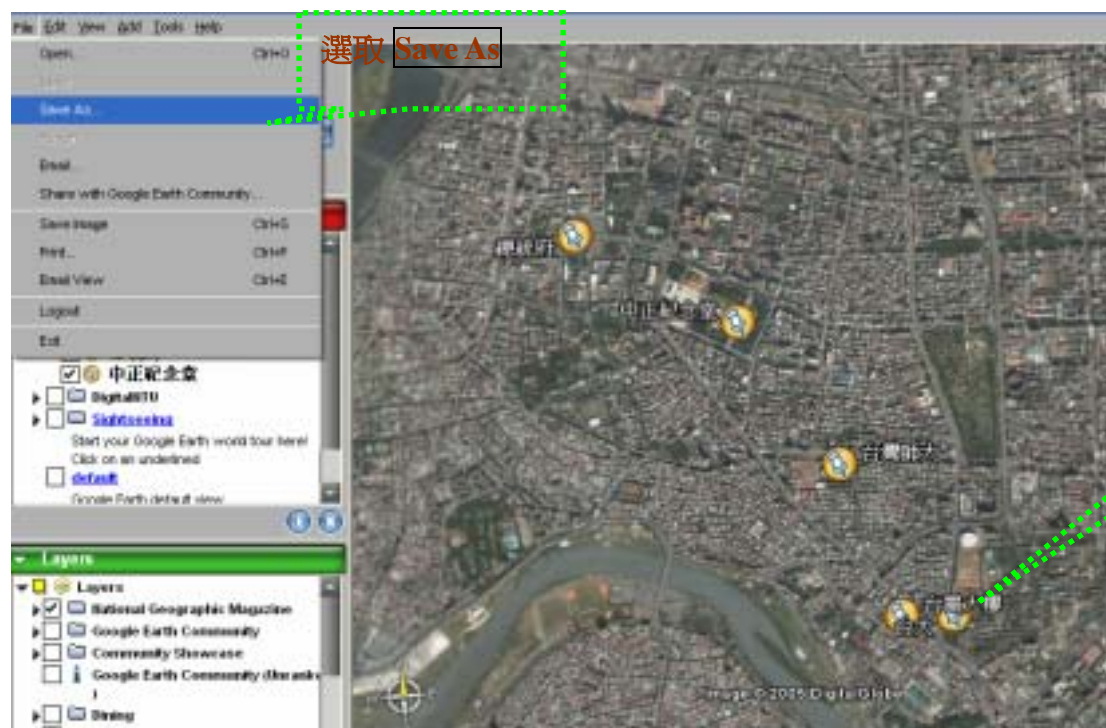 File Edit View Add Tools Help
Open... Ctrl+O
選取 Save As
Save As...
Email...
Share with Google Earth Community...
Save Image Ctrl+S
Print... Ctrl+P
Email View Ctrl+E
Logout
Exit
總統府
中正紀念堂
中正紀念堂
DigitalNTU
Sightseeing
Start your Google Earth world tour here!
Click on an underlined
default
Google Earth default view
台灣師大
Layers
Layers
National Geographic Magazine
Google Earth Community
Community Showcase
Google Earth Community (Unranke
)
Dining
Image © 2005 DigitalGlobe